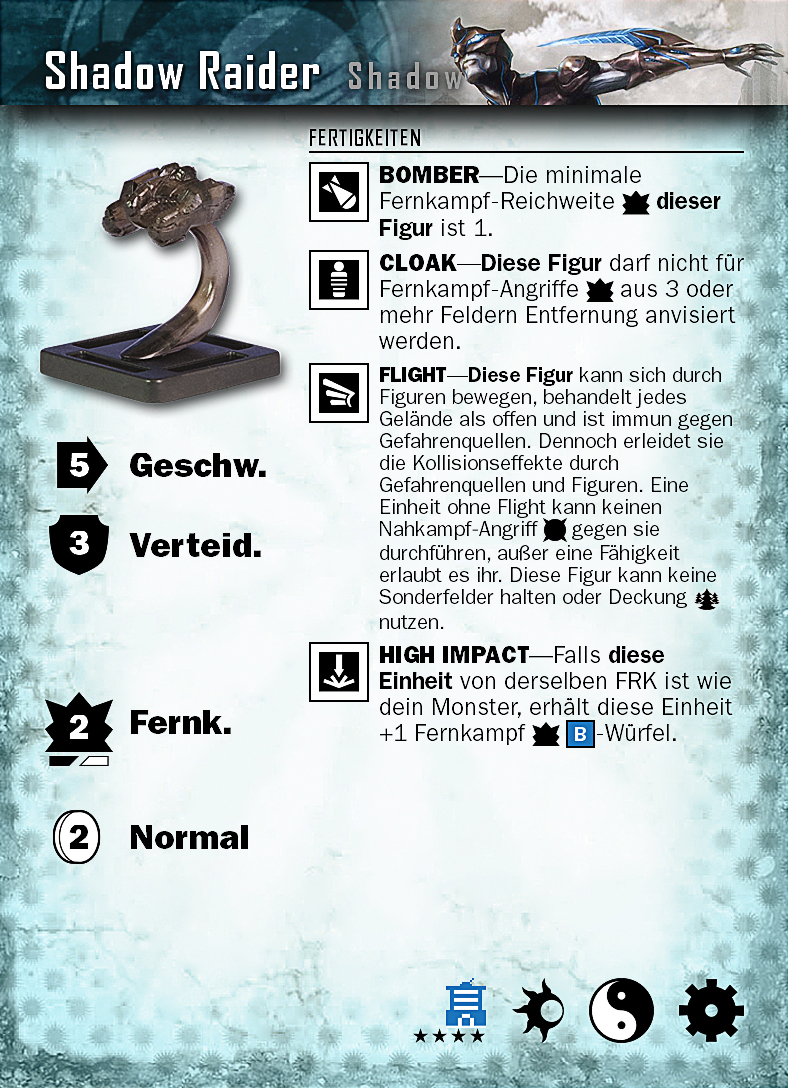 Shadow Raider Shadow
FERTIGKEITEN
BOMBER—Die minimale
Fernkampf-Reichweite dieser
Figur ist 1.
CLOAK—Diese Figur darf nicht für
Fernkampf-Angriffe aus 3 oder
mehr Feldern Entfernung anvisiert
werden.
FLIGHT—Diese Figur kann sich durch
Figuren bewegen, behandelt jedes
Gelände als offen und ist immun gegen
Gefahrenquellen. Dennoch erleidet sie
die Kollisionseffekte durch
Gefahrenquellen und Figuren. Eine
Einheit ohne Flight kann keinen
Nahkampf-Angriff gegen sie
durchführen, außer eine Fähigkeit
erlaubt es ihr. Diese Figur kann keine
Sonderfelder halten oder Deckung
nutzen.
HIGH IMPACT—Falls diese
Einheit von derselben FRK ist wie
dein Monster, erhält diese Einheit
+1 Fernkampf B-Würfel.
5 Geschw.
3 Verteid.
2 Fernk.
2 Normal